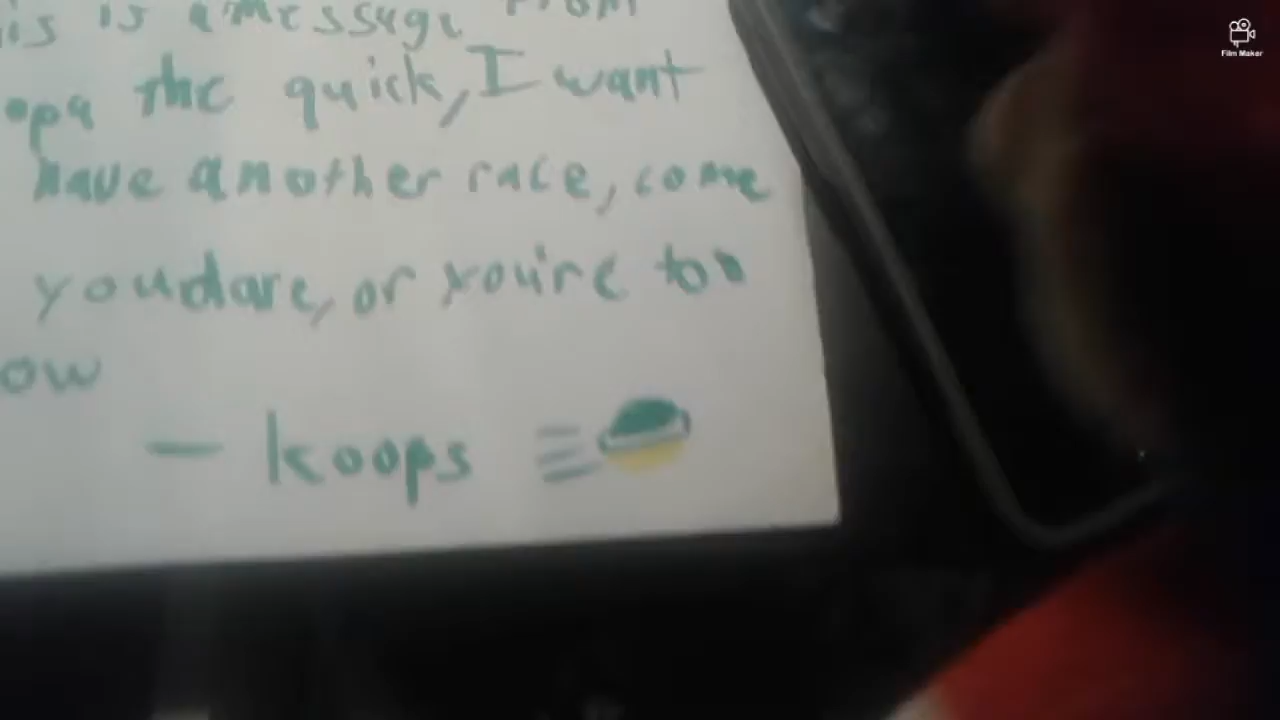 is is a message from
opa the quick, I want
have another race, come
you dare, or you're too
ow
- koops
Film Maker